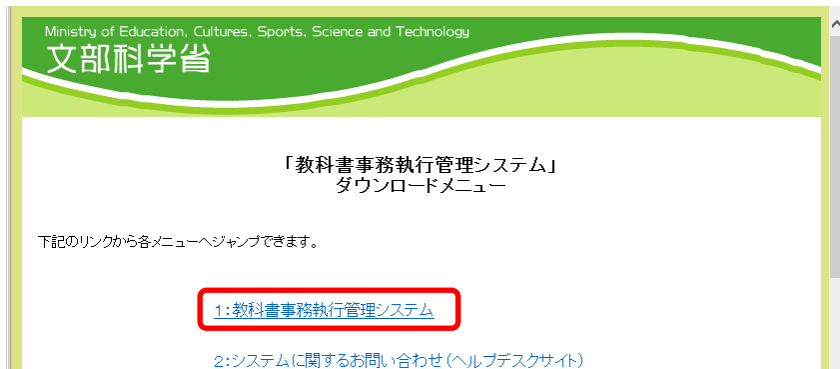 Ministry of Education, Cultures, Sports, Science and Technology
文部科学省
「教科書事務執行管理システム」
ダウンロードメニュー
下記のリンクから各メニューへジャンプできます。
1:教科書事務執行管理システム
2:システムに関するお問い合わせ(ヘルプデスクサイト)